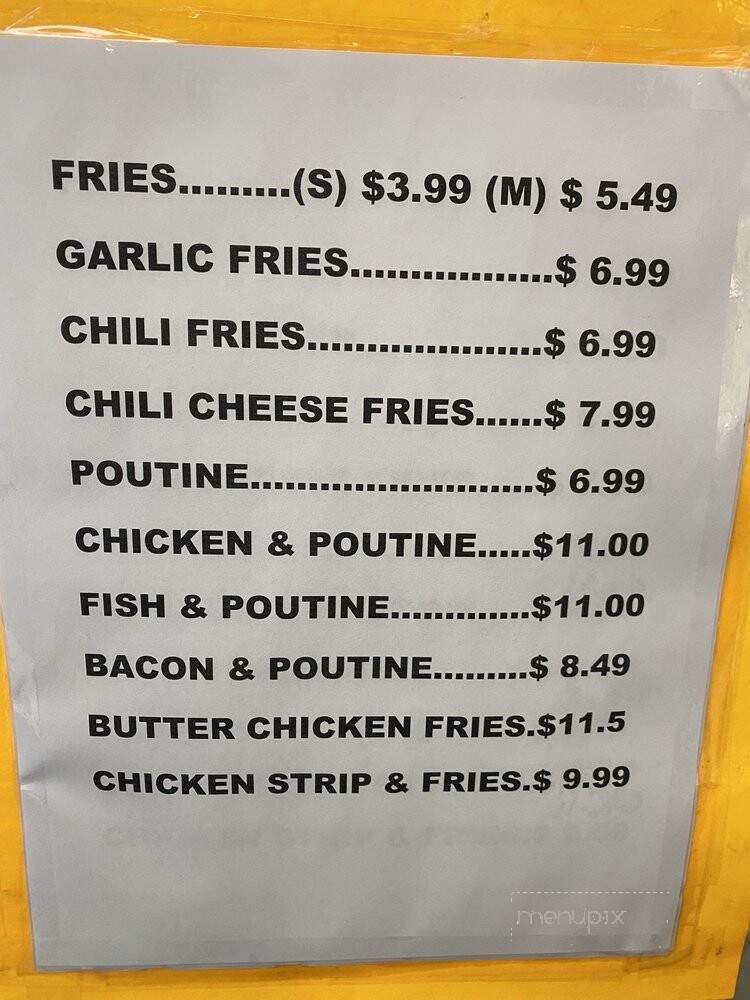 FRIES.........(S) $3.99 (M) $ 5.49
GARLIC FRIES.................$ 6.99
CHILI FRIES....................$ 6.99
CHILI CHEESE FRIES......$ 7.99
POUTINE........................$ 6.99
CHICKEN & POUTINE.....$11.00
FISH & POUTINE............$11.00
BACON & POUTINE.........$ 8.49
BUTTER CHICKEN FRIES.$11.5
CHICKEN STRIP & FRIES.$ 9.99
menupix